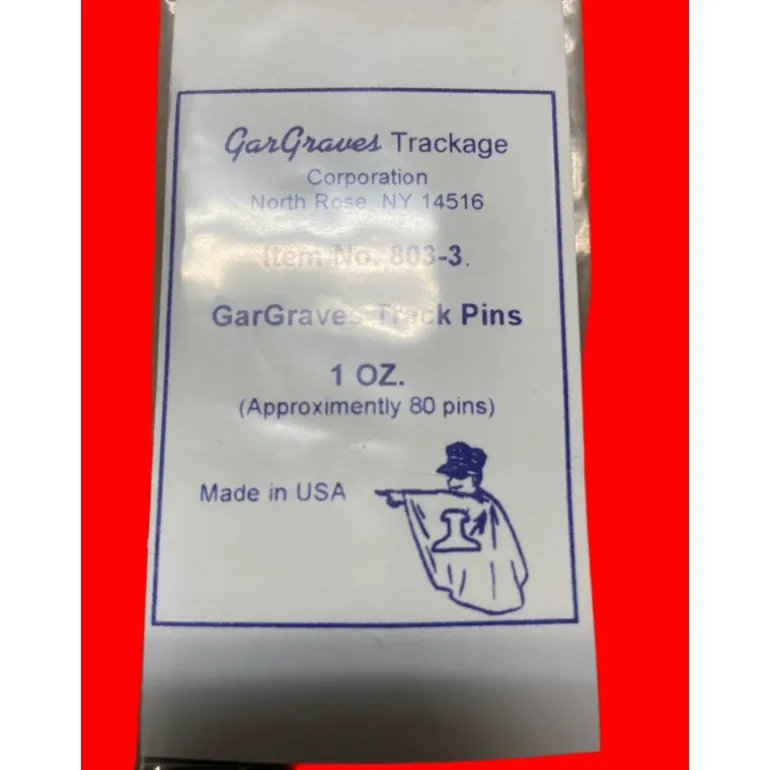 GarGraves Trackage
Corporation
North Rose, NY 14516
Item No. 803-3.
GarGraves Track Pins
1 OZ.
(Approximently 80 pins)
Made in USA